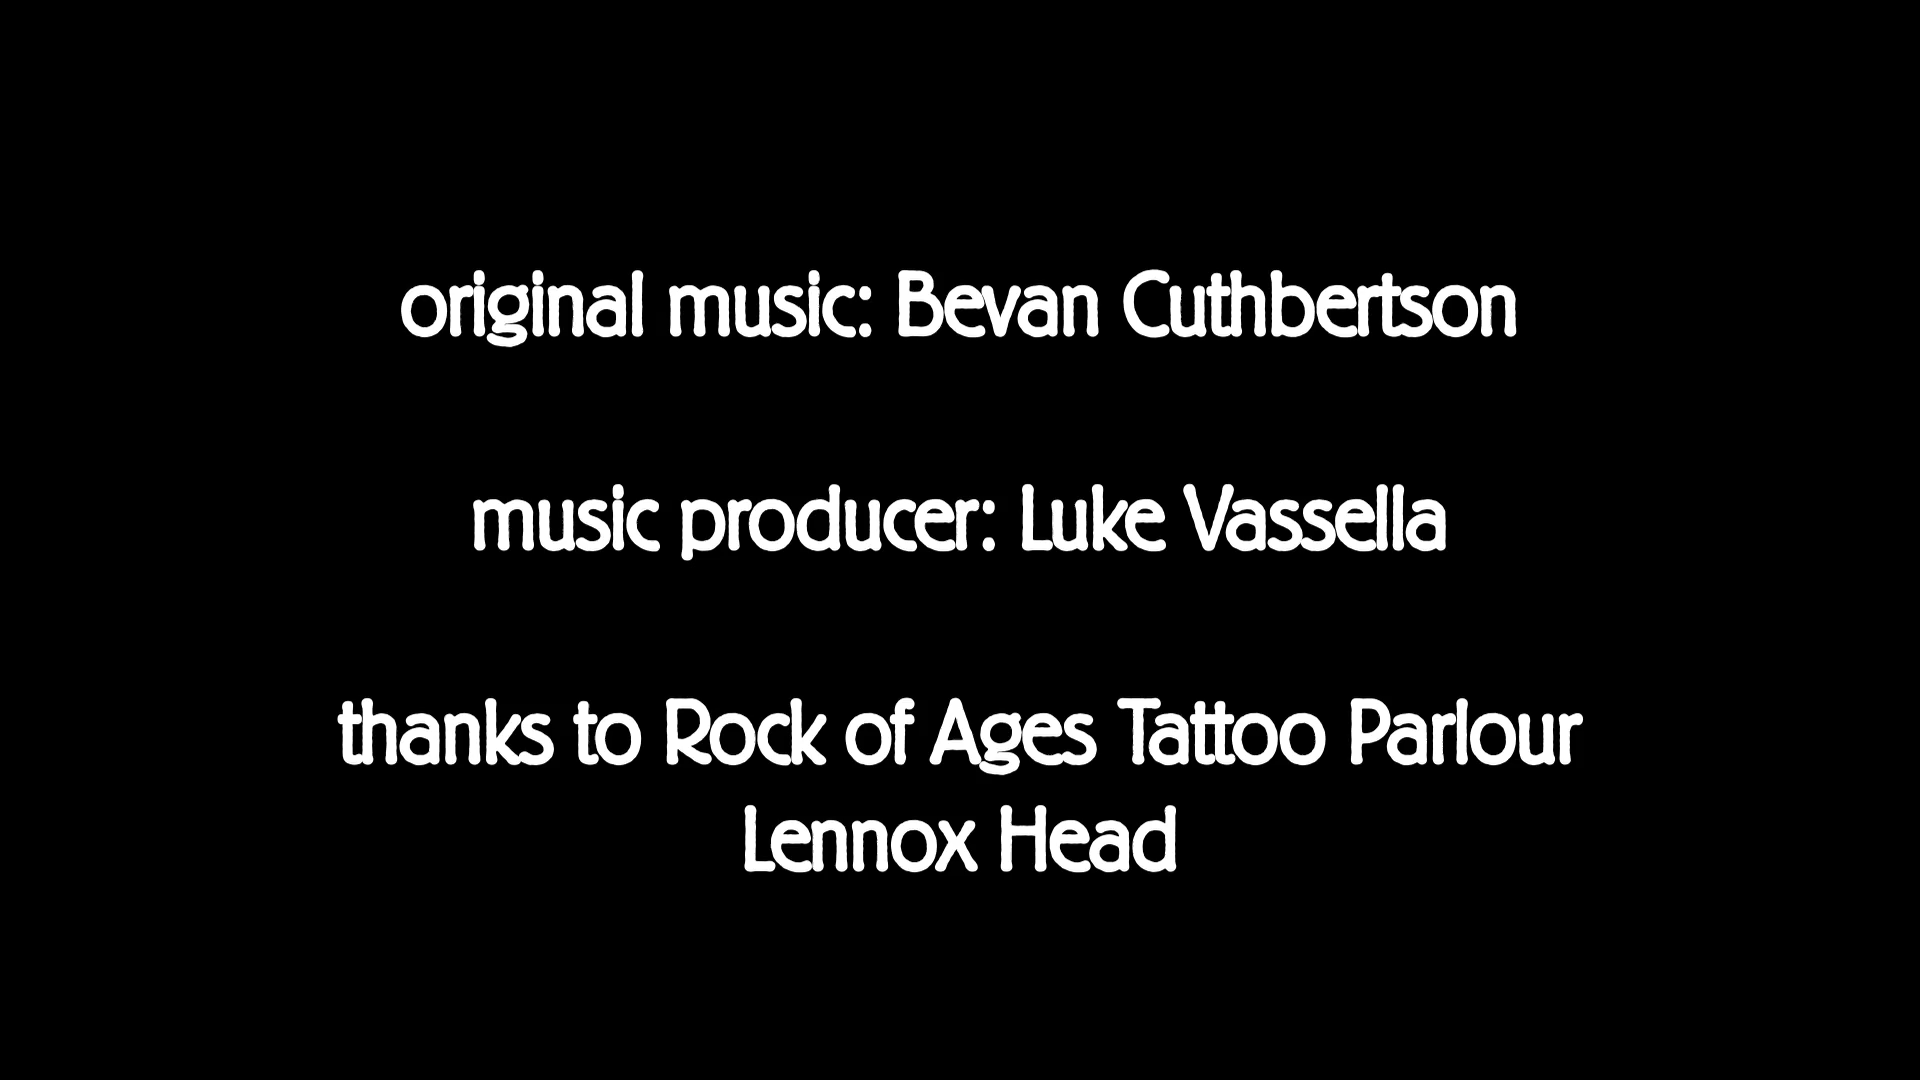 original music: Bevan Cuthbertson
music producer: Luke Vassella
thanks to Rock of Ages Tattoo Parlour
Lennox Head